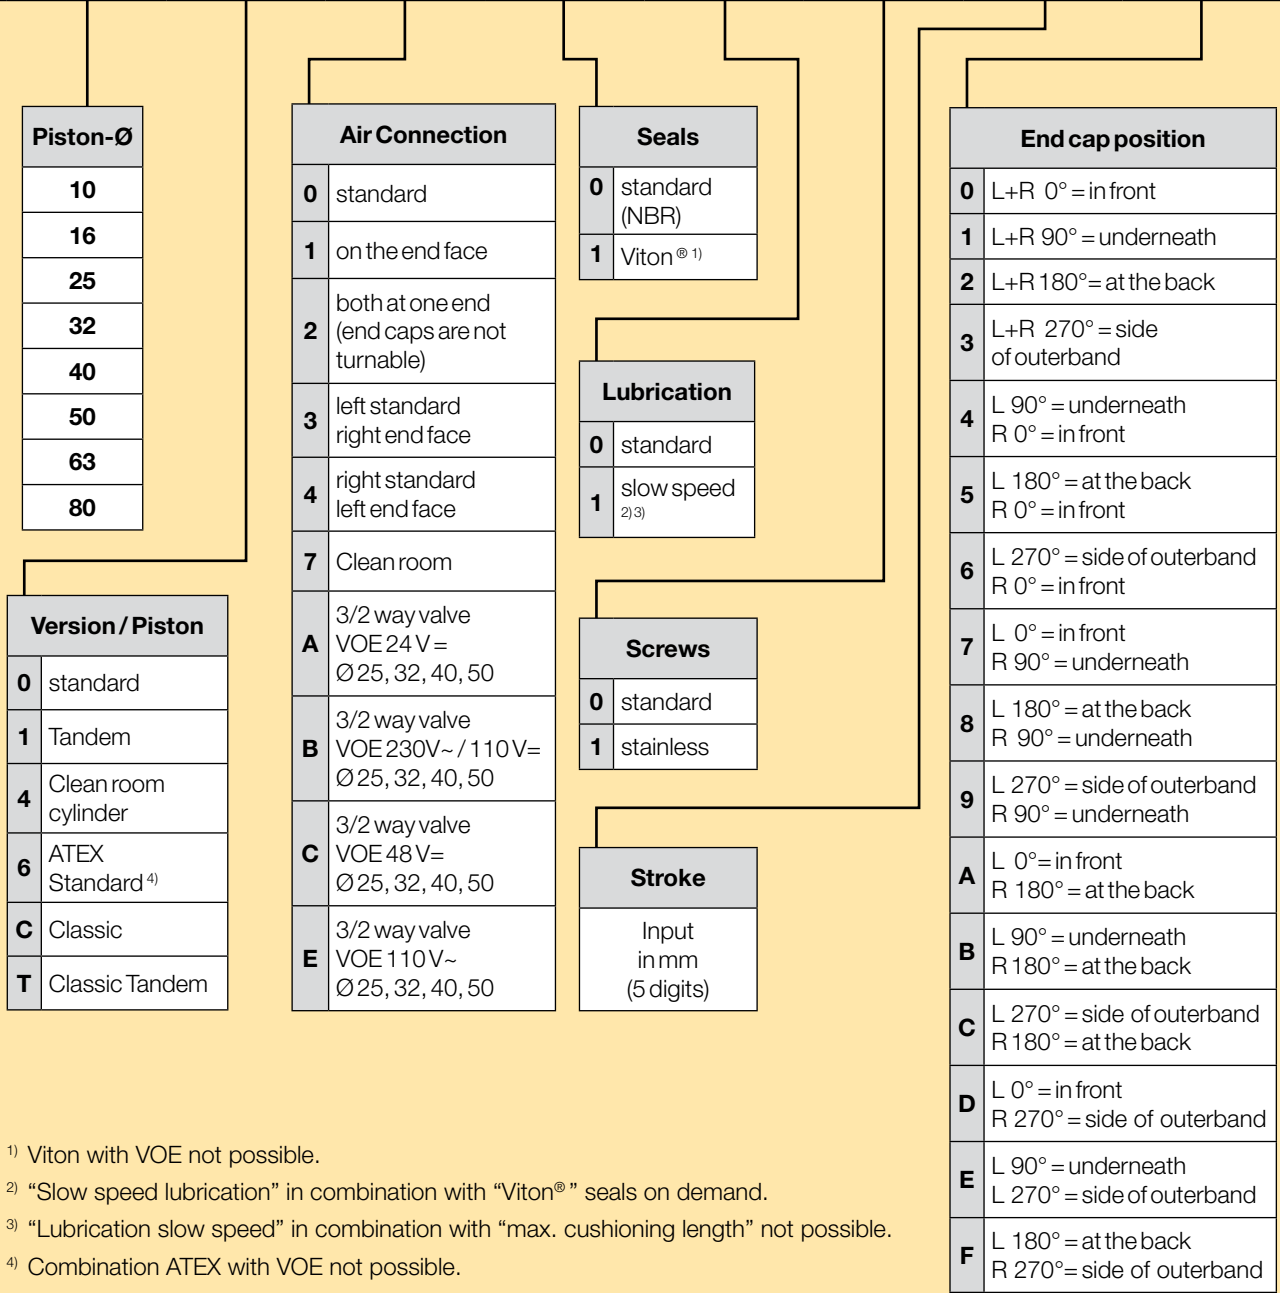 Piston-Ø
10
16
25
32
40
50
63
80
Version / Piston
0 standard
1 Tandem
4 Clean room
cylinder
6 ATEX
Standard 4)
C Classic
T Classic Tandem
Air Connection
0 standard
1 on the end face
2 both at one end
(end caps are not
turnable)
3 left standard
right end face
4 right standard
left end face
7 Clean room
A 3/2 way valve
VOE 24 V =
Ø 25, 32, 40, 50
B 3/2 way valve
VOE 230V~ / 110 V=
Ø 25, 32, 40, 50
C 3/2 way valve
VOE 48 V=
Ø 25, 32, 40, 50
E 3/2 way valve
VOE 110 V~
Ø 25, 32, 40, 50
Seals
0 standard
(NBR)
1 Viton ® 1)
Lubrication
0 standard
1 slow speed
2) 3)
Screws
0 standard
1 stainless
Stroke
Input
in mm
(5 digits)
End cap position
0 L+R 0° = in front
1 L+R 90° = underneath
2 L+R 180°= at the back
3 L+R 270° = side
of outerband
4 L 90° = underneath
R 0° = in front
5 L 180° = at the back
R 0° = in front
6 L 270° = side of outerband
R 0° = in front
7 L 0° = in front
R 90° = underneath
8 L 180° = at the back
R 90° = underneath
9 L 270° = side of outerband
R 90° = underneath
A L 0°= in front
R 180° = at the back
B L 90° = underneath
R 180° = at the back
C L 270° = side of outerband
R 180° = at the back
D L 0° = in front
R 270° = side of outerband
E L 90° = underneath
L 270° = side of outerband
F L 180° = at the back
R 270°= side of outerband
1) Viton with VOE not possible.
2) “Slow speed lubrication” in combination with “Viton® ” seals on demand.
3) “Lubrication slow speed” in combination with “max. cushioning length” not possible.
4) Combination ATEX with VOE not possible.